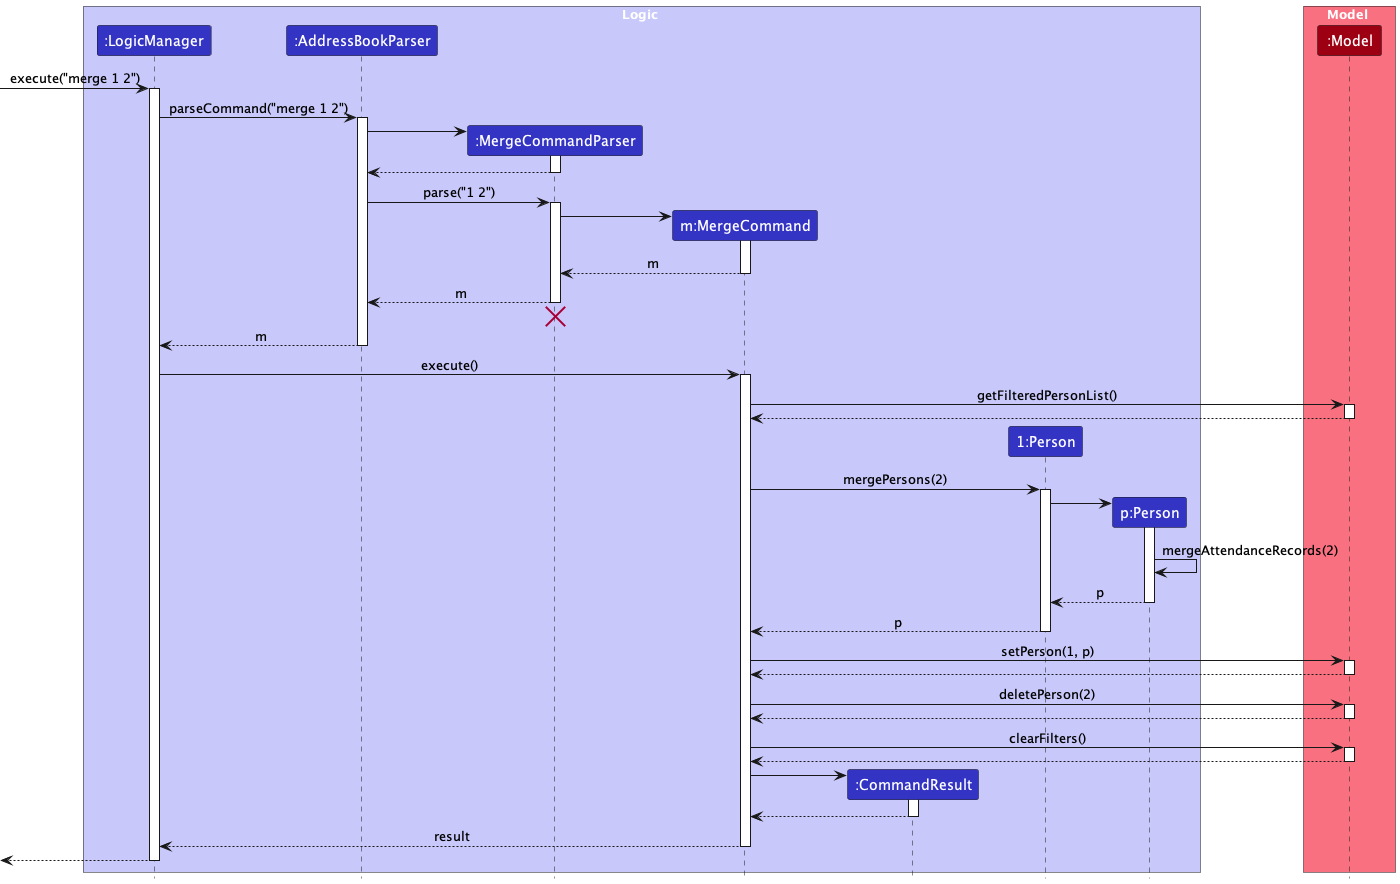 Logic
Model
:LogicManager
:AddressBookParser
:Model
execute("merge 1 2")
parseCommand("merge 1 2")
:MergeCommandParser
parse("1 2")
m:MergeCommand
m
m
m
execute()
getFilteredPersonList()
1:Person
mergePersons(2)
p:Person
mergeAttendanceRecords(2)
p
p
setPerson(1, p)
deletePerson(2)
clearFilters()
:CommandResult
result